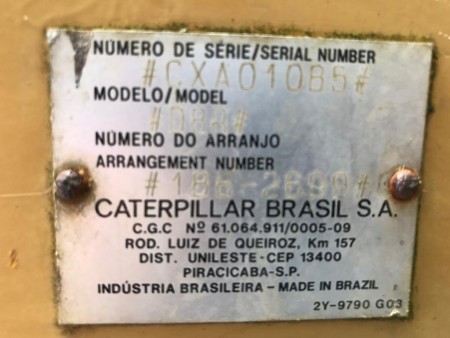 NÚMERO DE SÉRIE/SERIAL NUMBER
#CXA01085#
MODELO/MODEL
NÚMERO DO ARRANJO
ARRANGEMENT NUMBER
CATERPILLAR BRASIL S.A.
C.G.C Nº 61.064.911/0005-09
ROD. LUIZ DE QUEIROZ, Km 157
DIST. UNILESTE-CEP 13400
PIRACICABA-S.P.
INDÚSTRIA BRASILEIRA – MADE IN BRAZIL
2Y-9790 G03